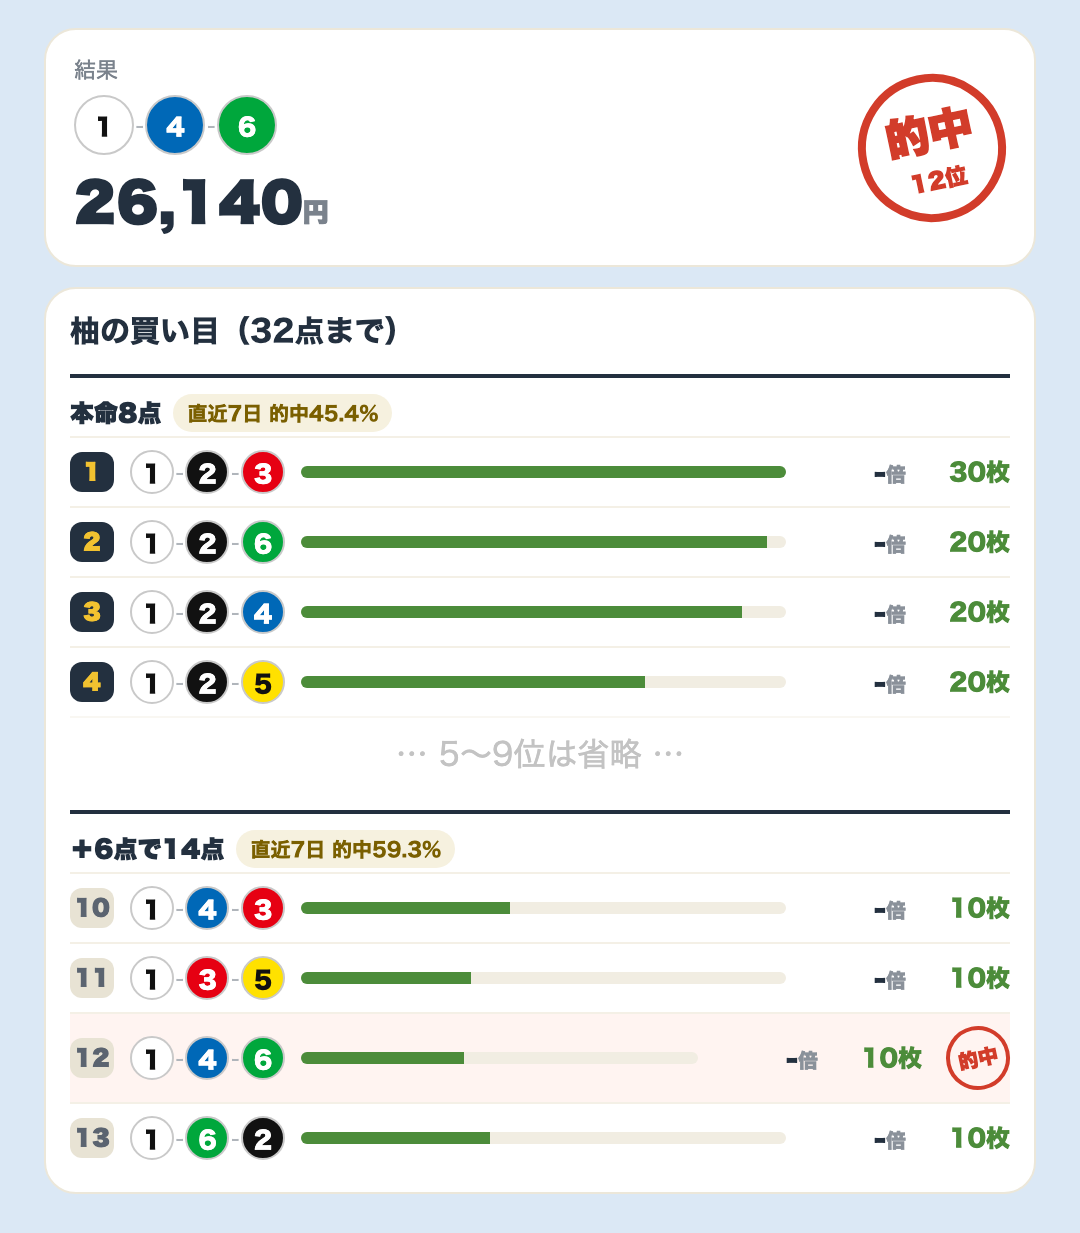 結果
1-4-6
26,140円
的中
12位
柚の買い目（32点まで）
本命8点 直近7日 的中45.4%
1 1-2-3 -倍 30枚
2 1-2-6 -倍 20枚
3 1-2-4 -倍 20枚
4 1-2-5 -倍 20枚
… 5〜9位は省略 …
+6点で14点 直近7日 的中59.3%
10 1-4-3 -倍 10枚
11 1-3-5 -倍 10枚
12 1-4-6 -倍 10枚 的中
13 1-6-2 -倍 10枚